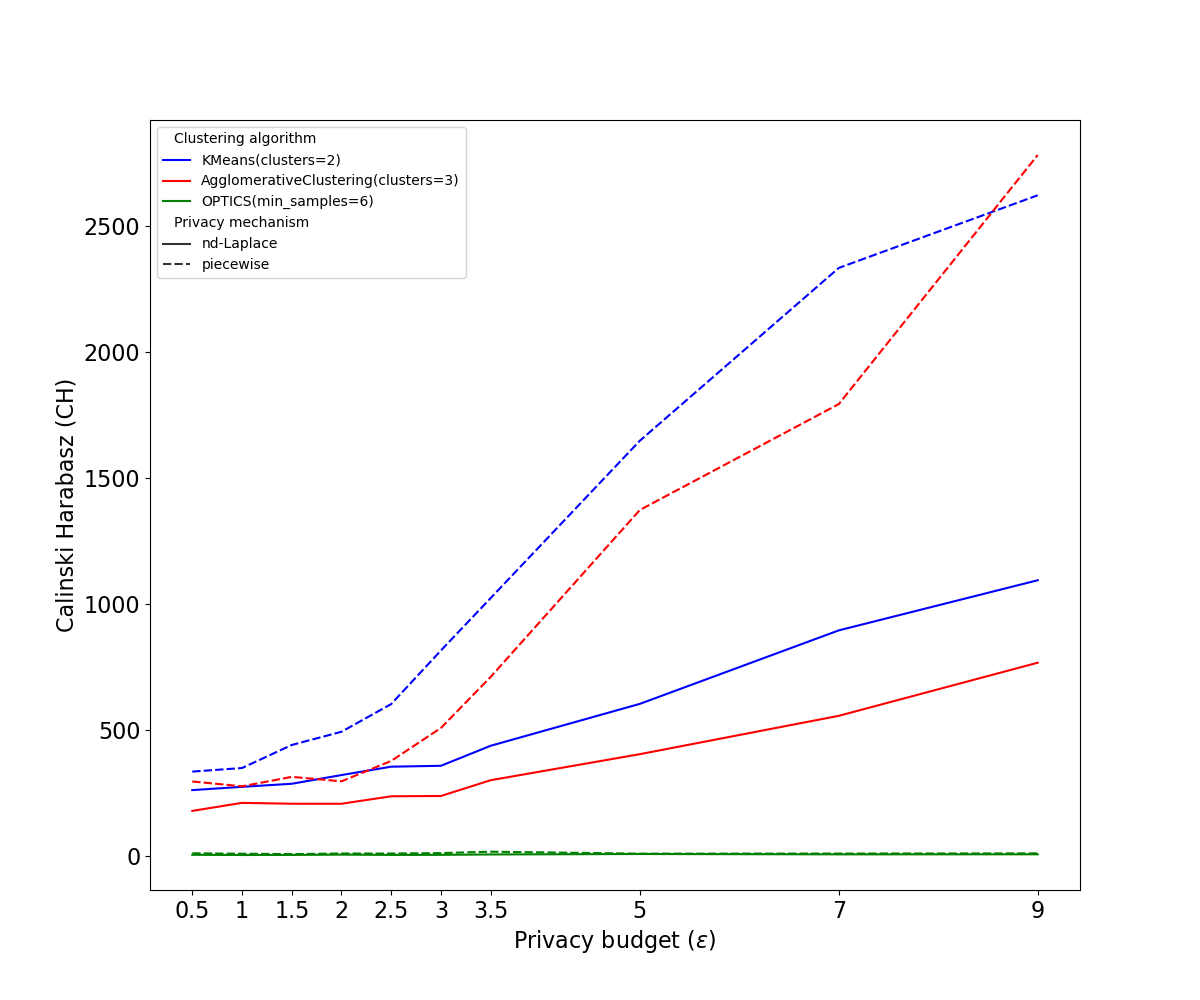 Clustering algorithm
KMeans(clusters=2)
AgglomerativeClustering(clusters=3)
OPTICS(min_samples=6)
Privacy mechanism
nd-Laplace
piecewise
2500
2000
1500
1000
500
0
Calinski Harabasz (CH)
0.5 1 1.5 2 2.5 3 3.5 5 7 9
Privacy budget (ε)